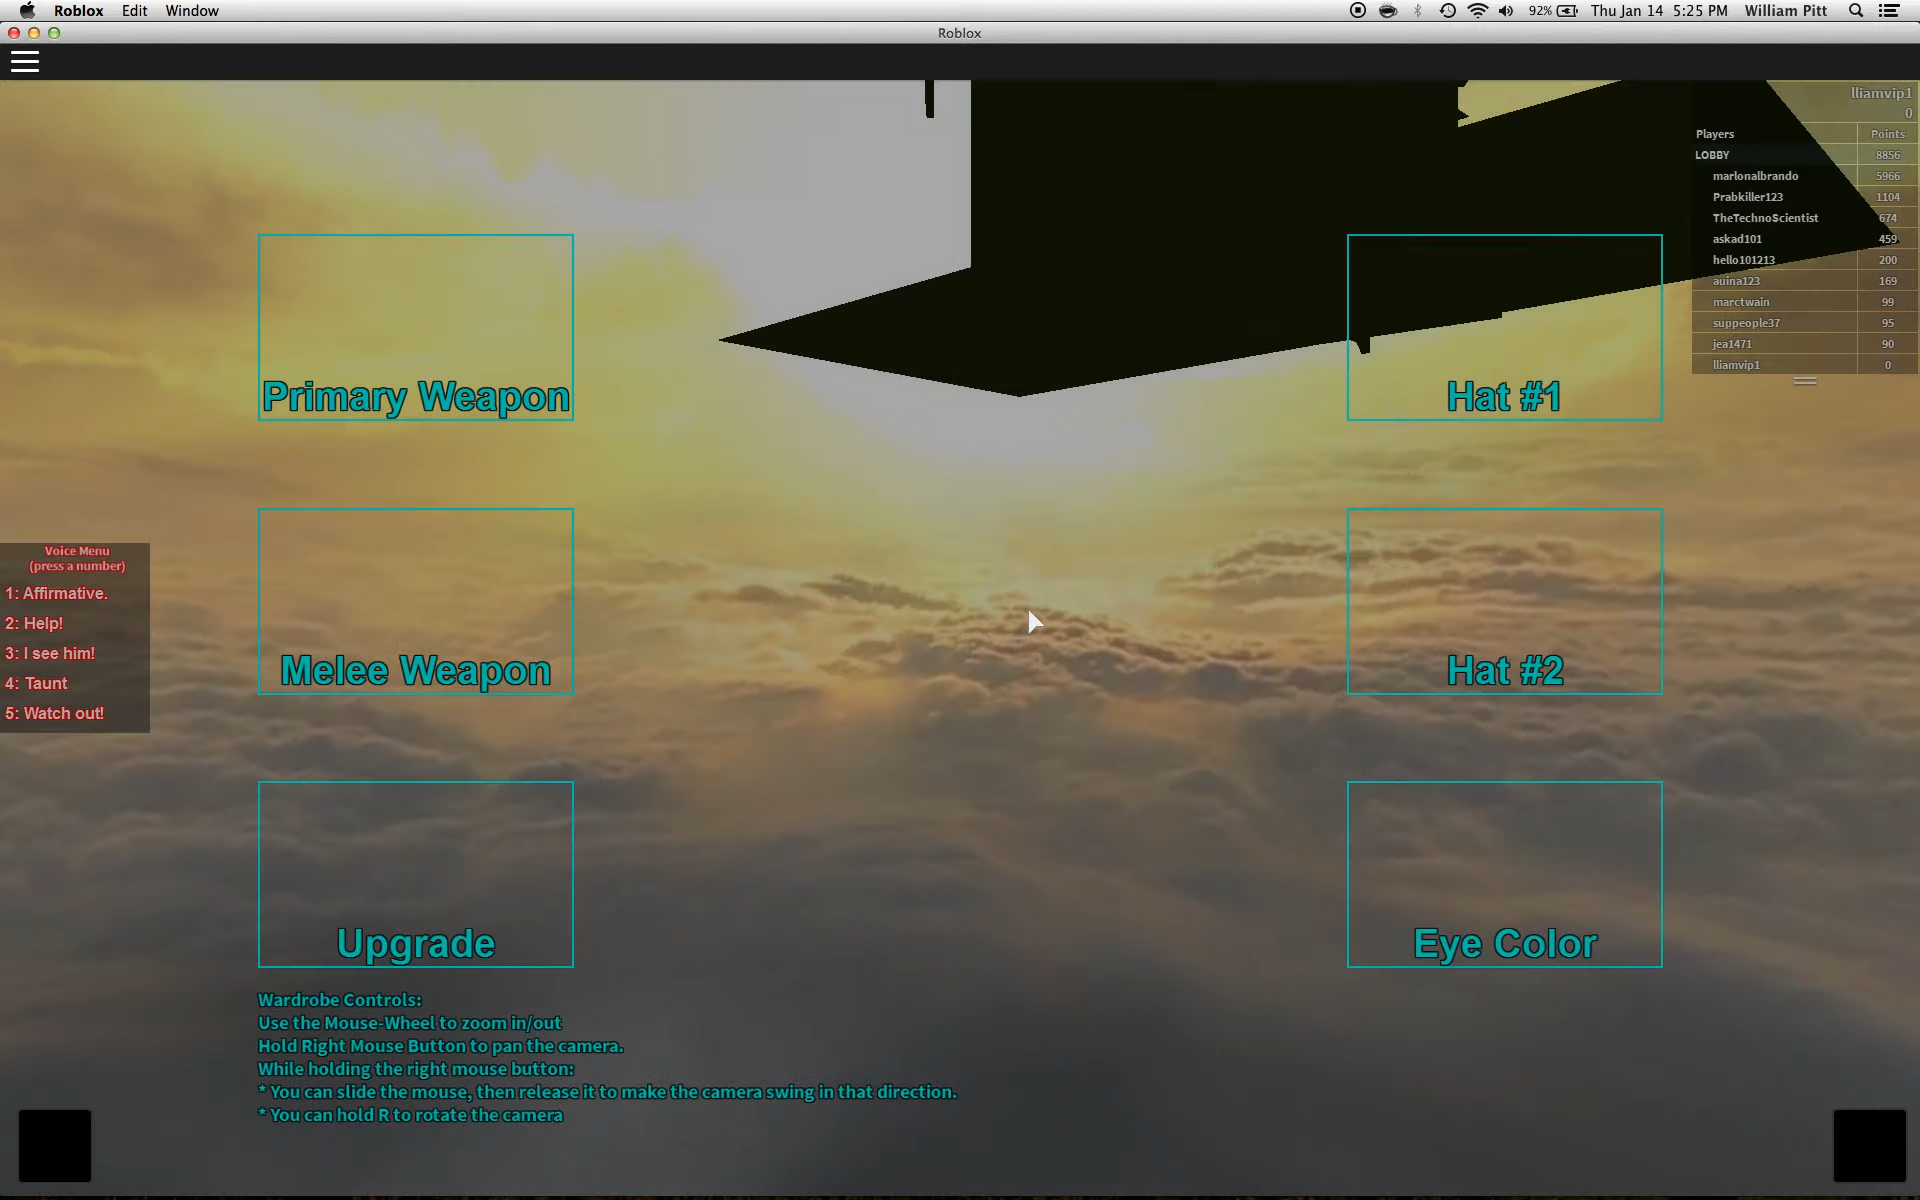 Roblox Edit Window 92% Thu Jan 14 5:25 PM William Pitt
Roblox
lliamvip1
0
Players Points
LOBBY 8856
marlonalbrando 5966
Prabkiller123 1104
TheTechnoScientist 674
askad101 459
hello101213 200
auina123 169
marctwain 99
suppeople37 95
jea1471 90
lliamvip1 0
Primary Weapon
Hat #1
Voice Menu
(press a number)
1: Affirmative.
2: Help!
3: I see him!
4: Taunt
5: Watch out!
Melee Weapon
Hat #2
Upgrade
Eye Color
Wardrobe Controls:
Use the Mouse-Wheel to zoom in/out
Hold Right Mouse Button to pan the camera.
While holding the right mouse button:
* You can slide the mouse, then release it to make the camera swing in that direction.
* You can hold R to rotate the camera